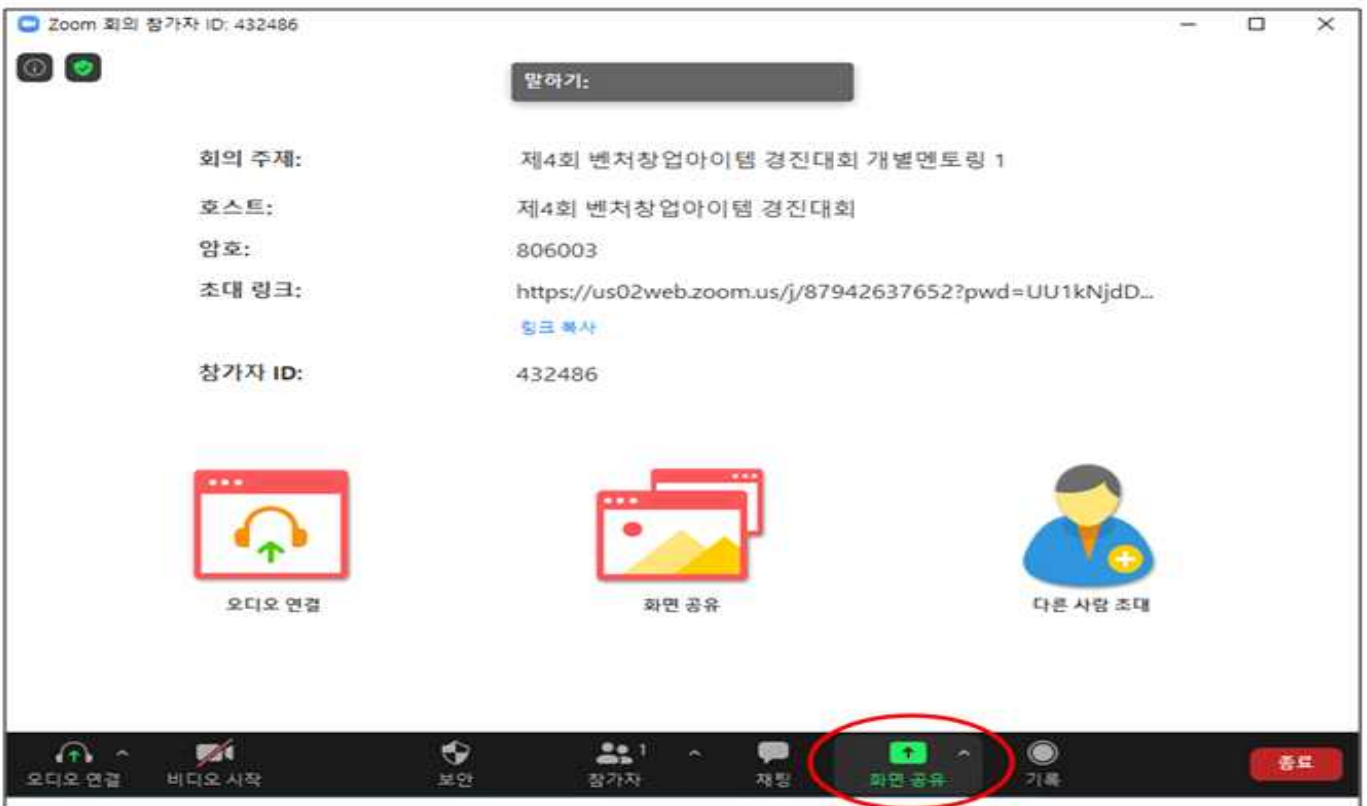 Zoom 회의 참가자 ID: 432486
말하기:
회의 주제: 제4회 벤처창업아이템 경진대회 개별멘토링 1
호스트: 제4회 벤처창업아이템 경진대회
암호: 806003
초대 링크: https://us02web.zoom.us/j/87942637652?pwd=UU1kNjdD...
링크 복사
참가자 ID: 432486
오디오 연결 화면 공유 다른 사람 초대
오디오 연결 비디오 시작 보안 참가자 1 채팅 화면 공유 기록 종료